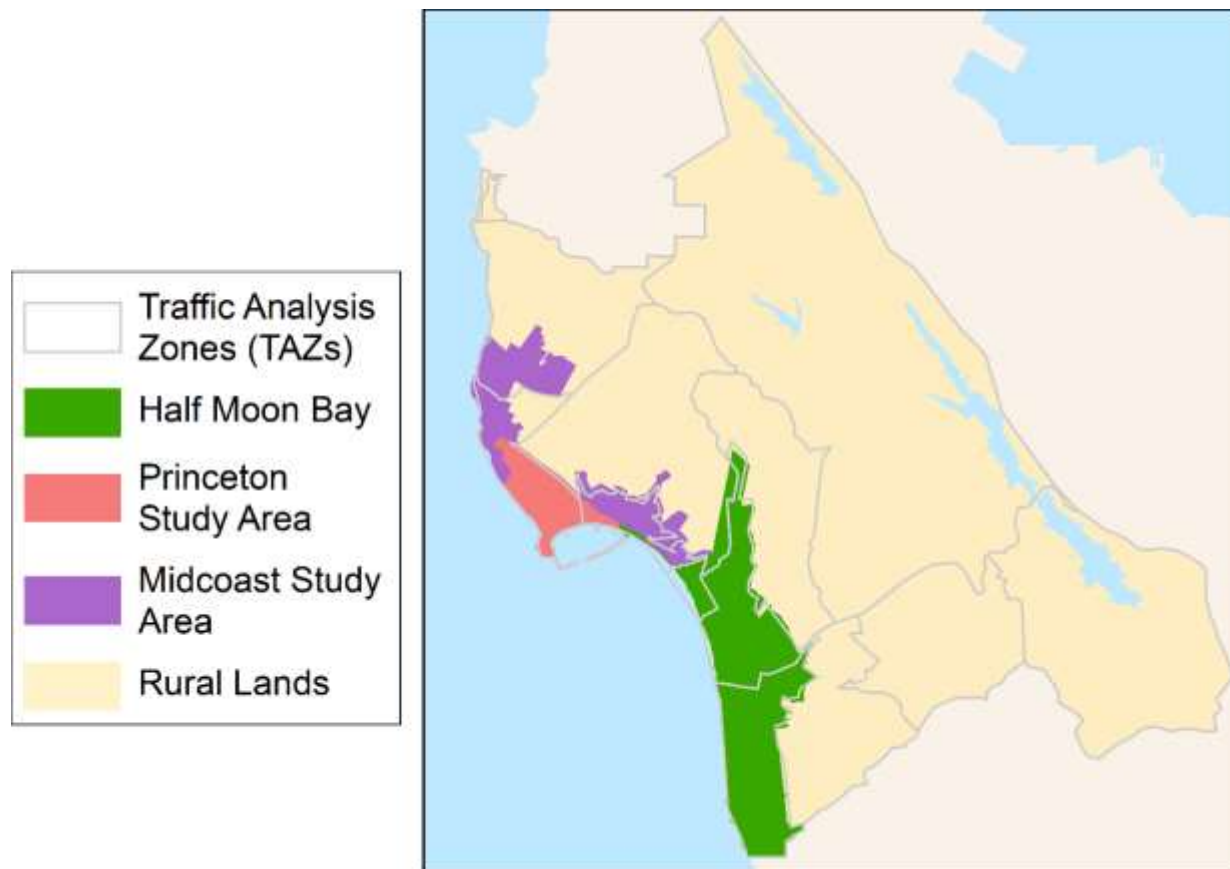 Traffic Analysis
Zones (TAZs)
Half Moon Bay
Princeton
Study Area
Midcoast Study
Area
Rural Lands